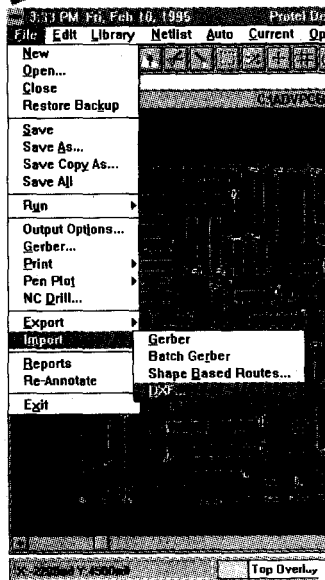 3:33 PM Fri, Feb 10, 1995 Protel
File Edit Library Netlist Auto Current
New
Open...
Close
Restore Backup
Save
Save As...
Save Copy As...
Save All
Run
Output Options...
Gerber...
Print
Pen Plot
NC Drill...
Export
Import
Gerber
Batch Gerber
Shape Based Routes...
DXF...
Reports
Re-Annotate
Exit
Top Overlay